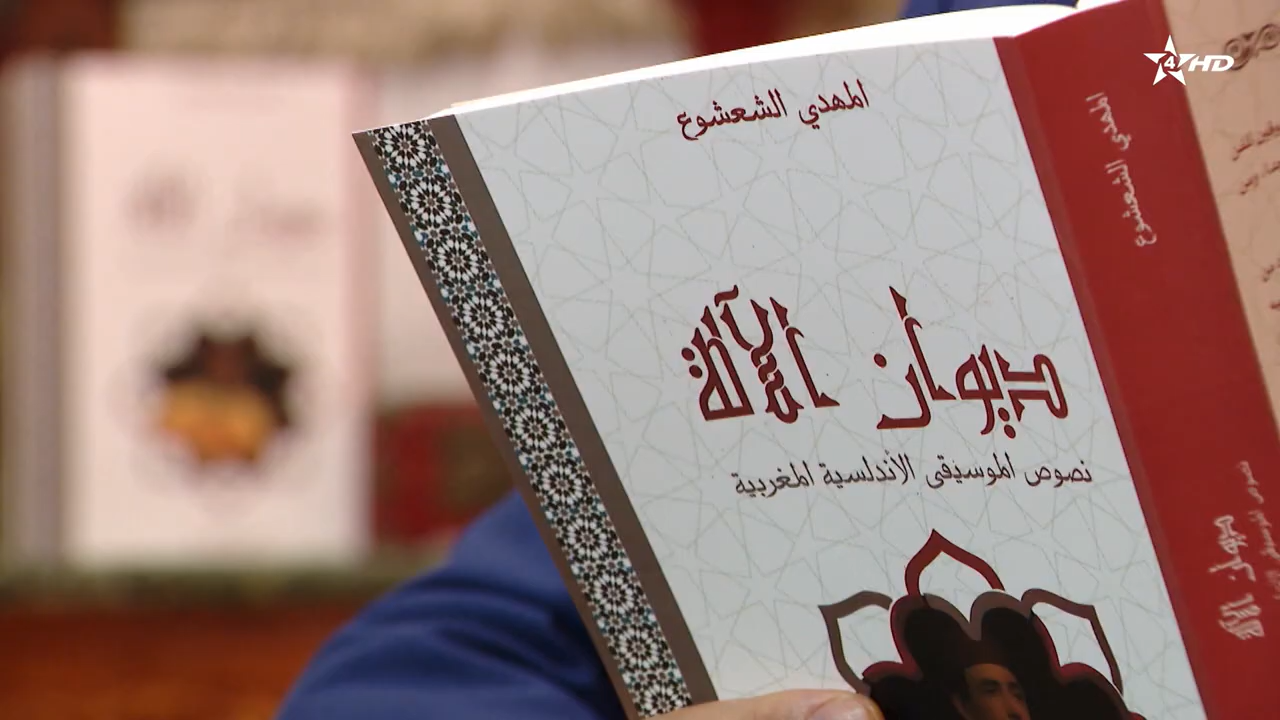 4HD
المهدي الشعشوع
ديوان الآلة
نصوص الموسيقى الأندلسية المغربية
المهدي الشعشوع
ديوان الآلة